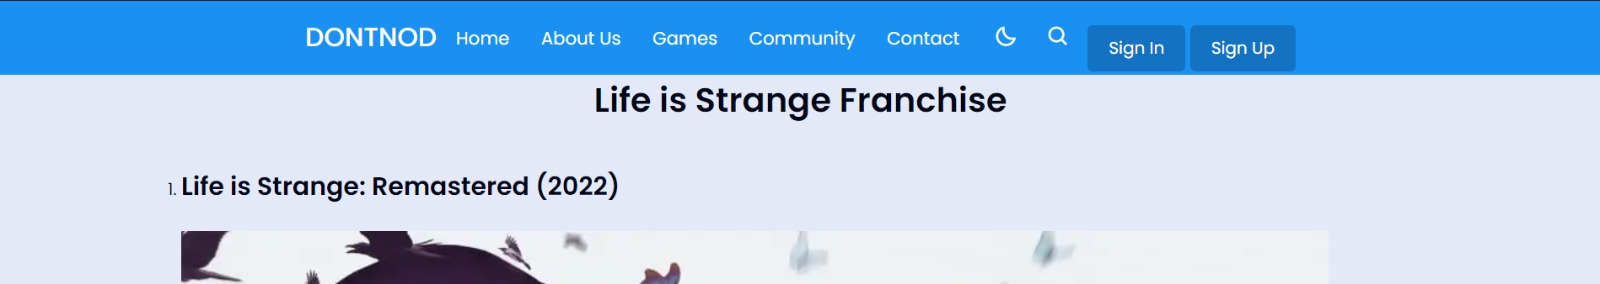 DONTNOD Home About Us Games Community Contact Sign In Sign Up
Life is Strange Franchise
1. Life is Strange: Remastered (2022)